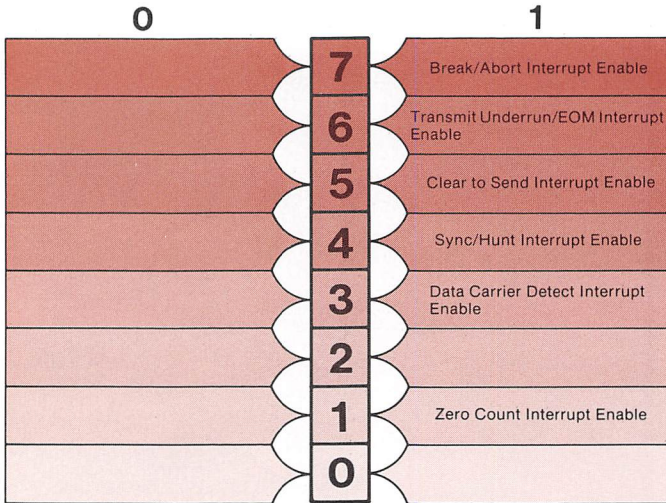 0 1
7 Break/Abort Interrupt Enable
6 Transmit Underrun/EOM Interrupt
Enable
5 Clear to Send Interrupt Enable
4 Sync/Hunt Interrupt Enable
3 Data Carrier Detect Interrupt
Enable
2
1 Zero Count Interrupt Enable
0